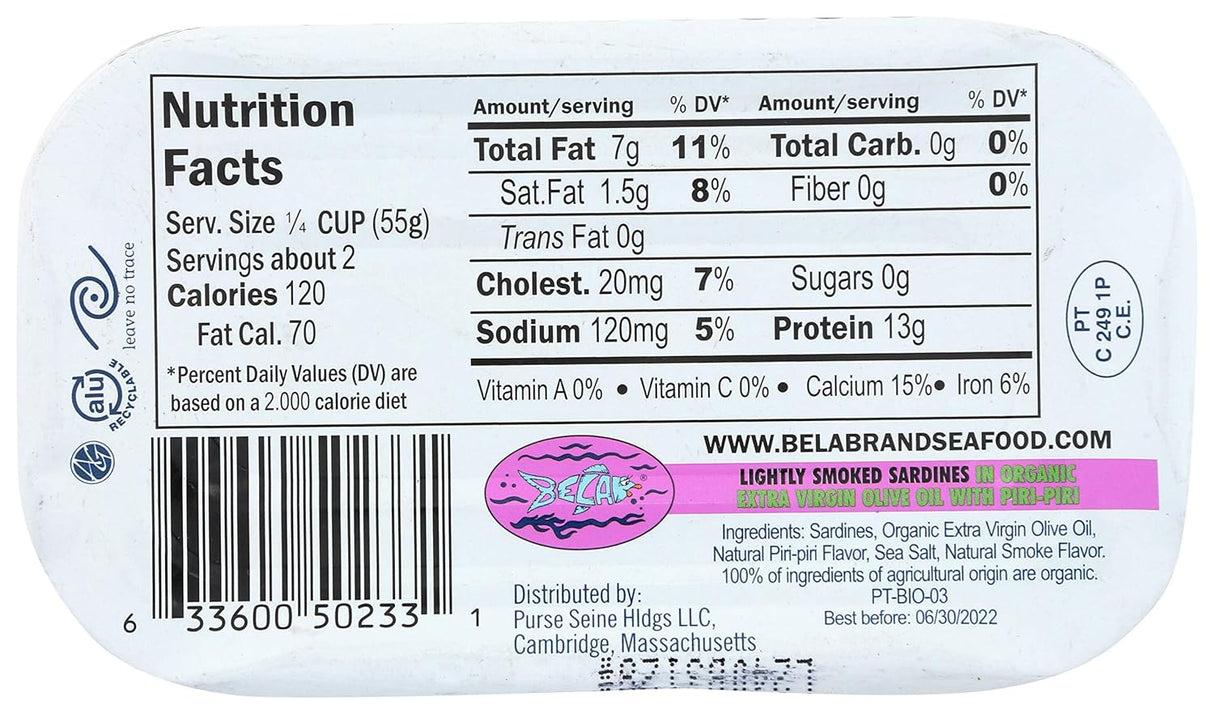 Nutrition
Facts
Serv. Size ¼ CUP (55g)
Servings about 2
Calories 120
Fat Cal. 70
*Percent Daily Values (DV) are
based on a 2.000 calorie diet
Amount/serving % DV* Amount/serving % DV*
Total Fat 7g 11% Total Carb. 0g 0%
Sat.Fat 1.5g 8% Fiber 0g 0%
Trans Fat 0g
Cholest. 20mg 7% Sugars 0g
Sodium 120mg 5% Protein 13g
Vitamin A 0% • Vitamin C 0% • Calcium 15% • Iron 6%
leave no trace
alu
RECYCLABLE
PT
C 249 1P
C.E.
6 33600 50233 1
BELA®
WWW.BELABRANDSEAFOOD.COM
LIGHTLY SMOKED SARDINES IN ORGANIC
EXTRA VIRGIN OLIVE OIL WITH PIRI-PIRI
Ingredients: Sardines, Organic Extra Virgin Olive Oil,
Natural Piri-piri Flavor, Sea Salt, Natural Smoke Flavor.
100% of ingredients of agricultural origin are organic.
PT-BIO-03
Best before: 06/30/2022
Distributed by:
Purse Seine Hldgs LLC,
Cambridge, Massachusetts